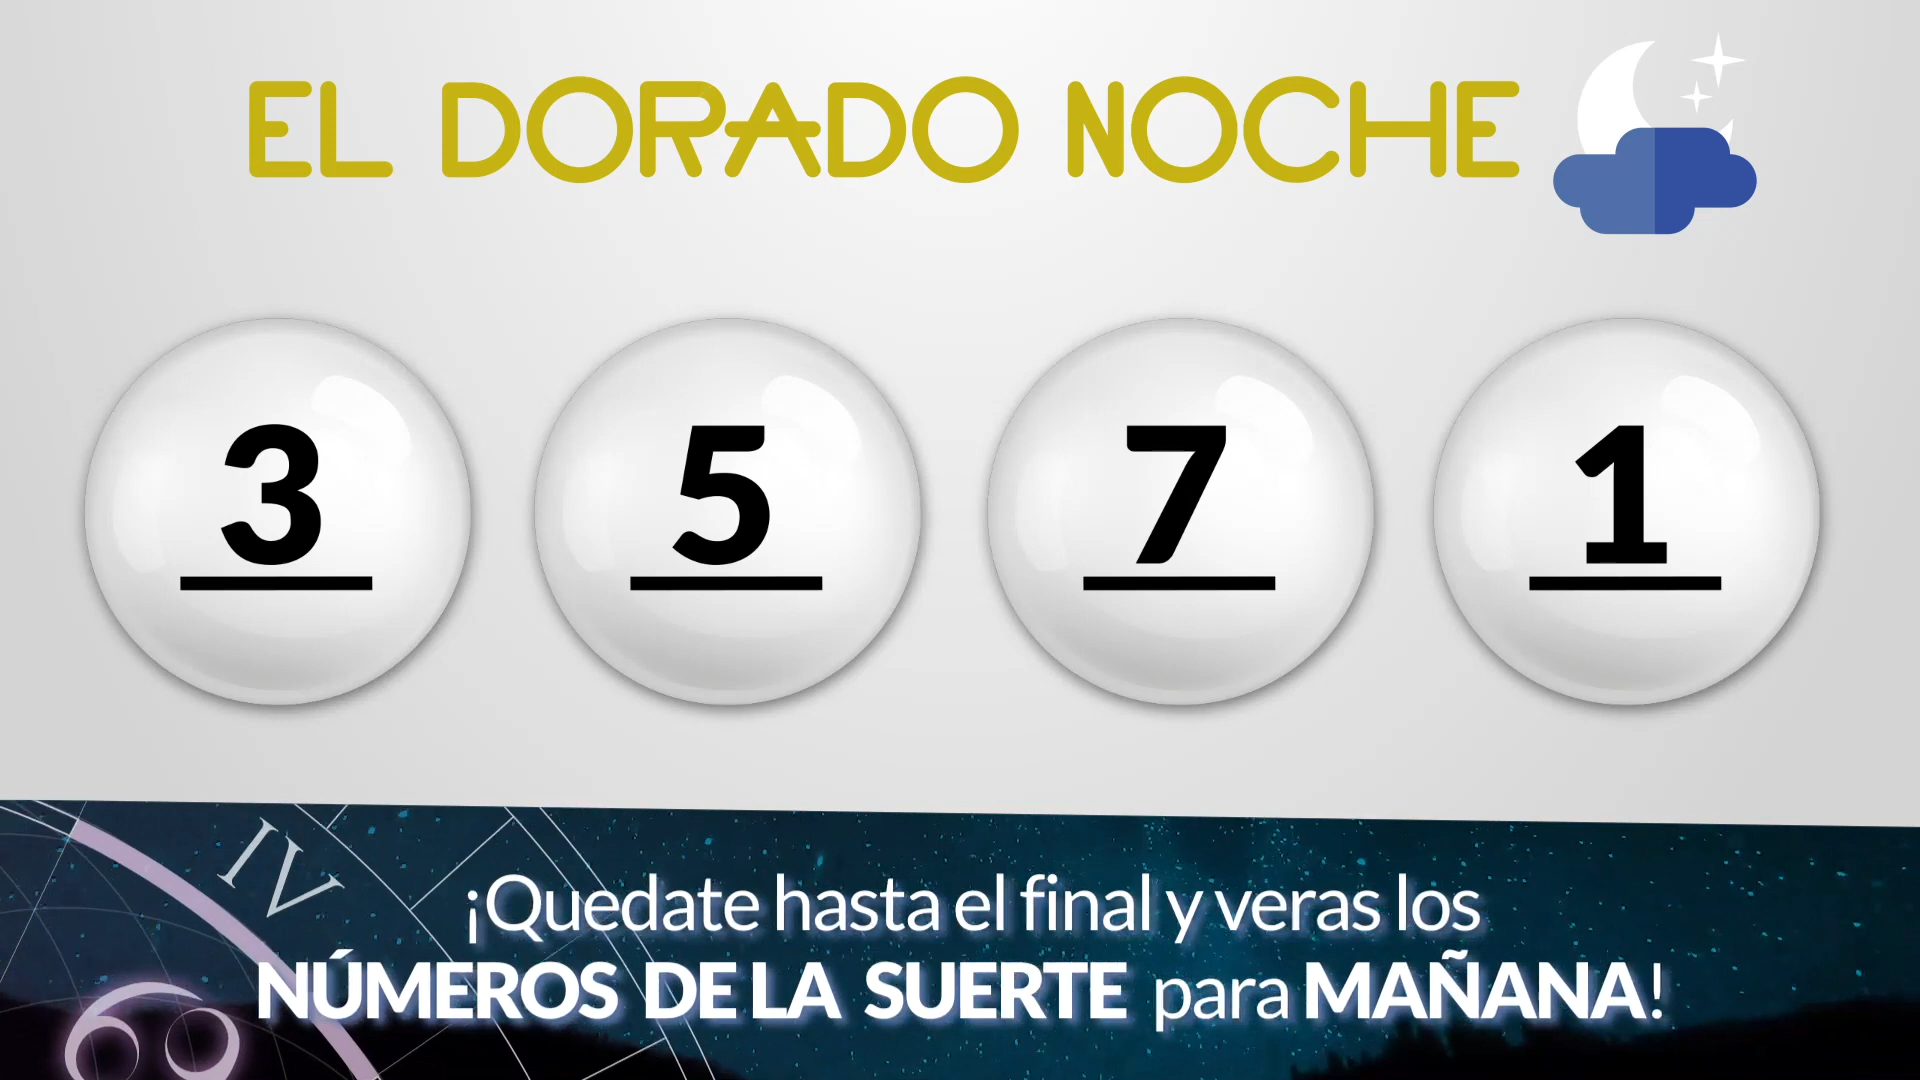 EL DORADO NOCHE
3 5 7 1
IV
¡Quedate hasta el final y veras los
NÚMEROS DE LA SUERTE para MAÑANA!